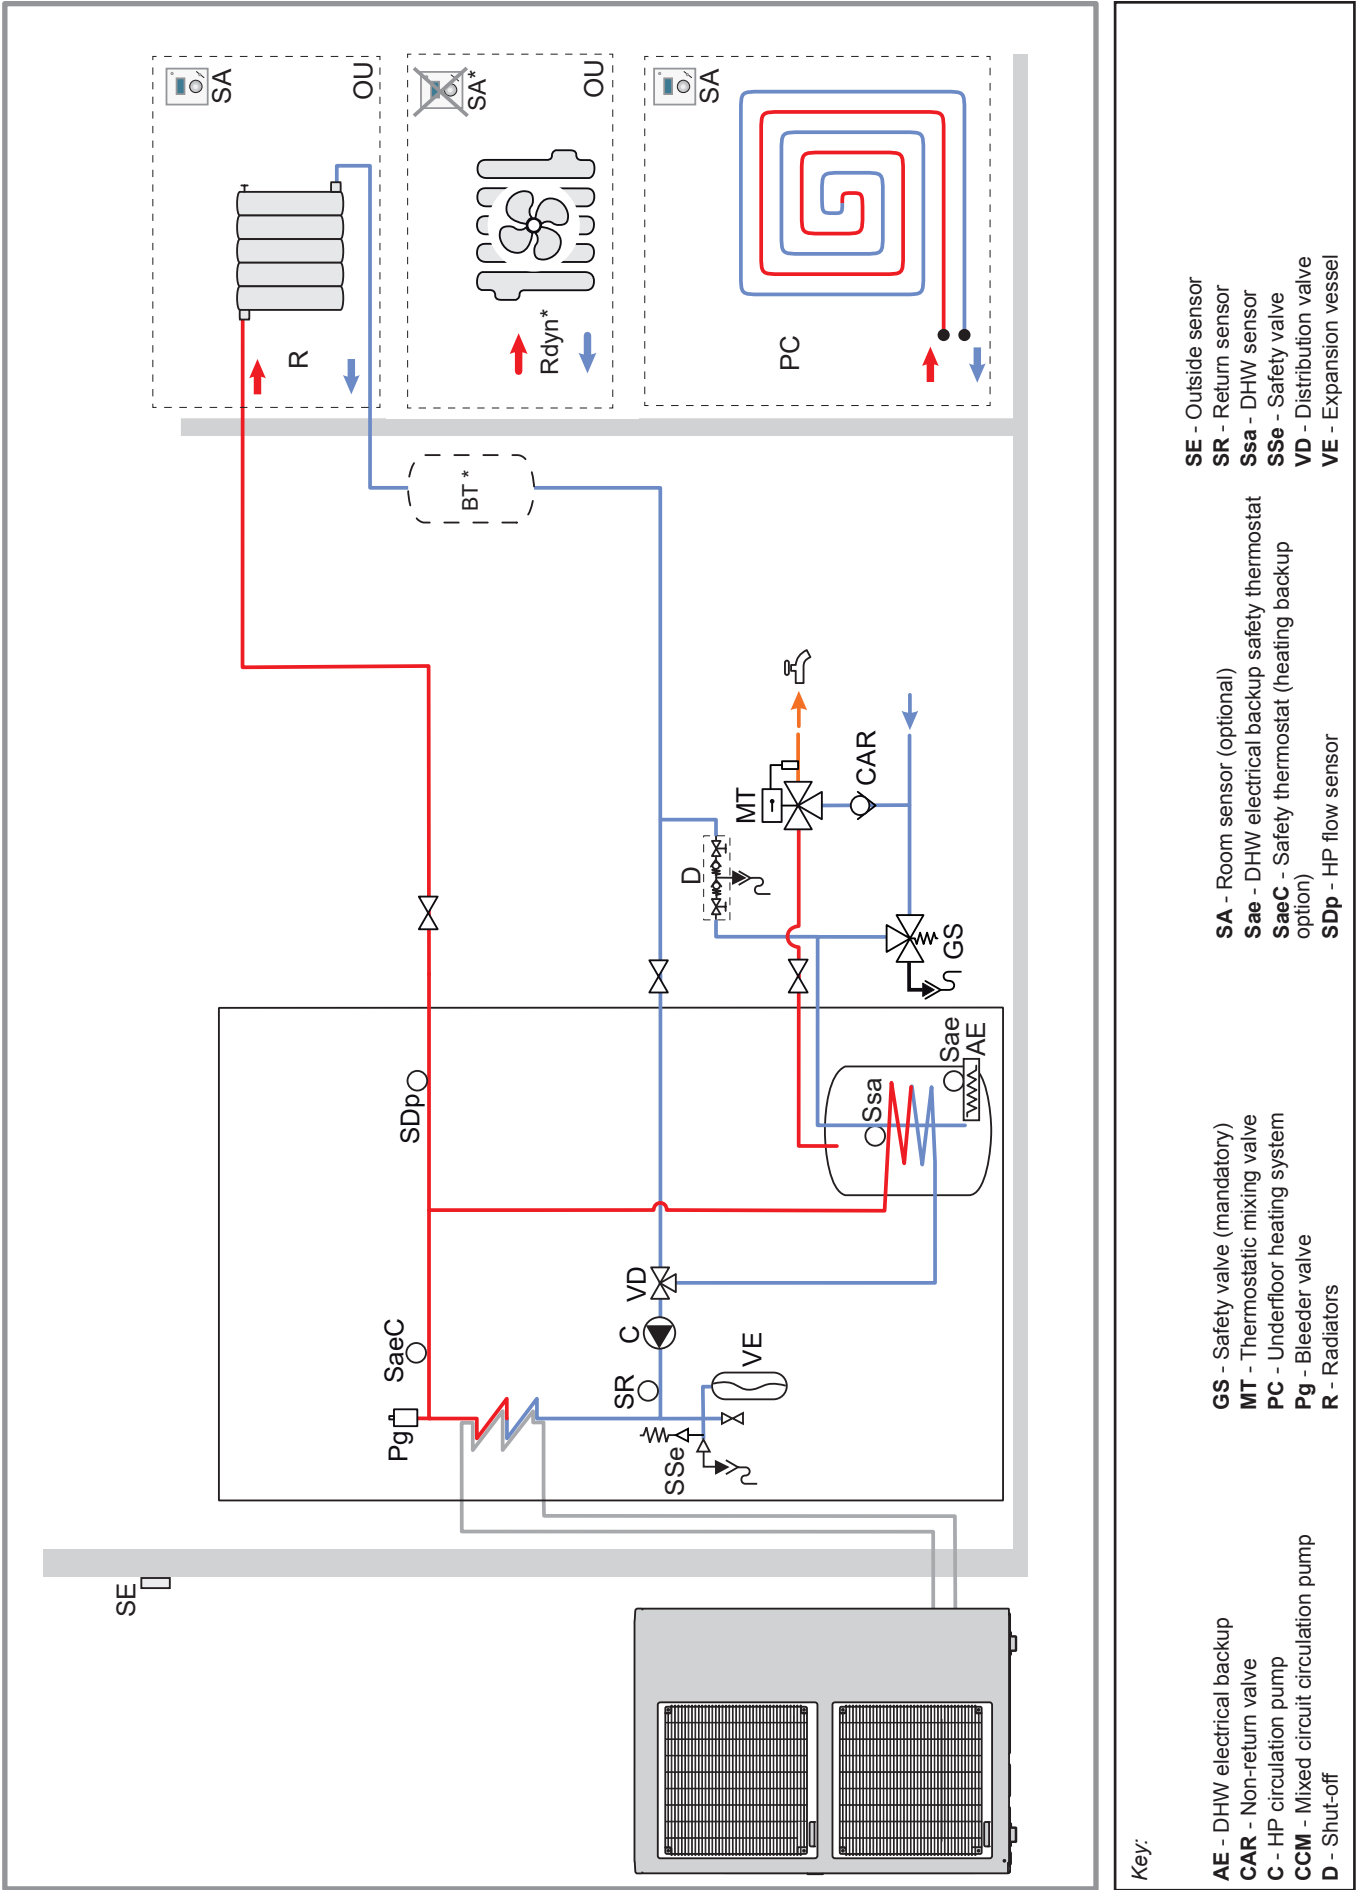 SE
Pg
SaeC
SDp
SR
C
VD
SSe
VE
Ssa
Sae
AE
D
MT
CAR
GS
BT *
R
SA
OU
Rdyn*
SA*
OU
PC
SA
Key:
AE - DHW electrical backup
CAR - Non-return valve
C - HP circulation pump
CCM - Mixed circuit circulation pump
D - Shut-off
GS - Safety valve (mandatory)
MT - Thermostatic mixing valve
PC - Underfloor heating system
Pg - Bleeder valve
R - Radiators
SA - Room sensor (optional)
Sae - DHW electrical backup safety thermostat
SaeC - Safety thermostat (heating backup
option)
SDp - HP flow sensor
SE - Outside sensor
SR - Return sensor
Ssa - DHW sensor
SSe - Safety valve
VD - Distribution valve
VE - Expansion vessel